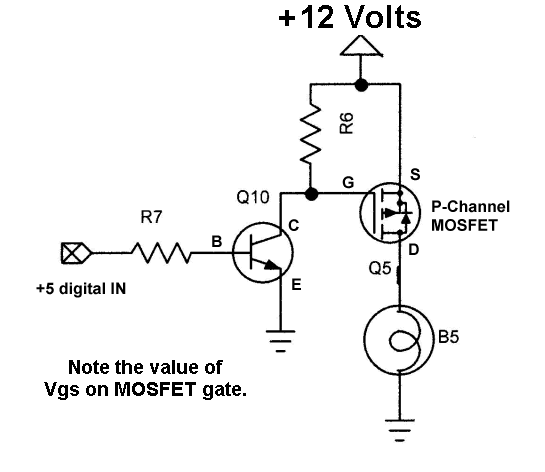 +12 Volts
R6
S
G
P-Channel
MOSFET
Q10
C
R7
B
D
Q5
+5 digital IN
E
B5
Note the value of
Vgs on MOSFET gate.